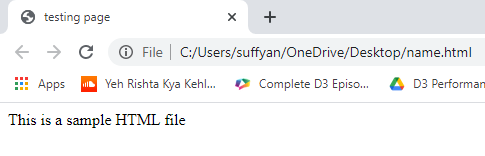 testing page
File | C:/Users/suffyan/OneDrive/Desktop/name.html
Apps Yeh Rishta Kya Kehl... Complete D3 Episo... D3 Performan
This is a sample HTML file